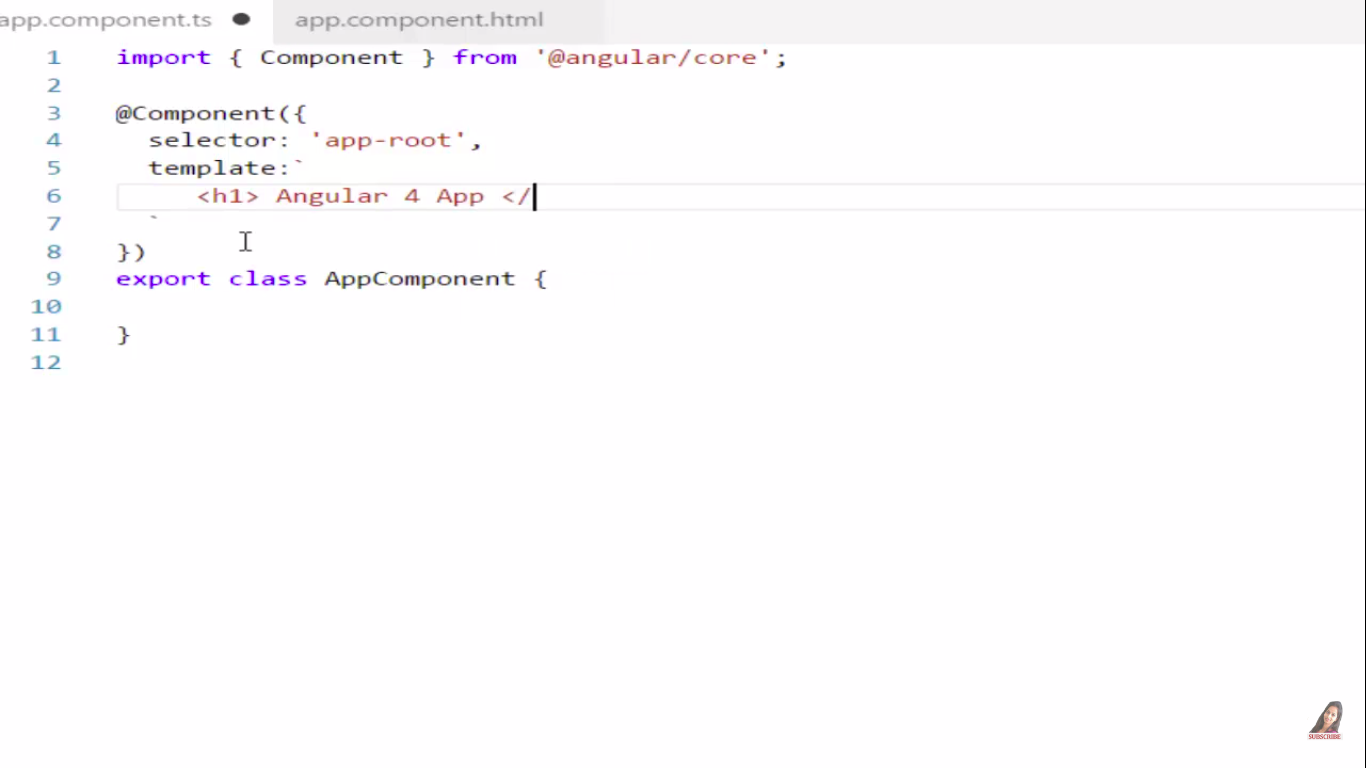 app.component.ts ● app.component.html
1 import { Component } from '@angular/core';
2
3 @Component({
4   selector: 'app-root',
5   template:`
6      <h1> Angular 4 App </
7   `
8 })
9 export class AppComponent {
10
11 }
12
SUBSCRIBE